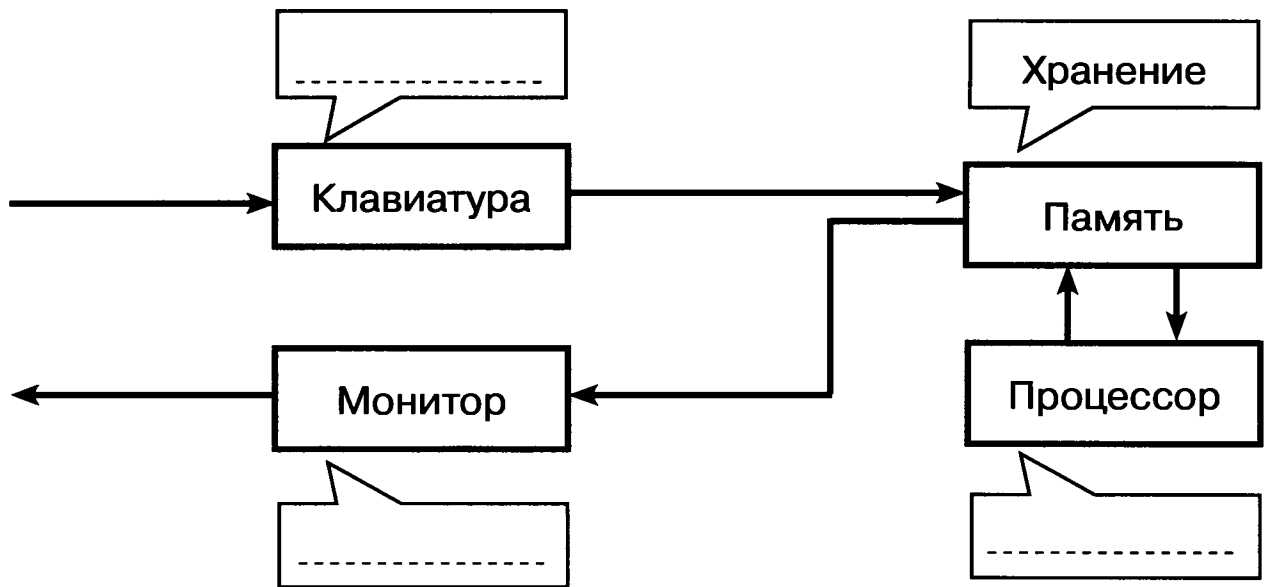 Хранение
Клавиатура
Память
Монитор
Процессор